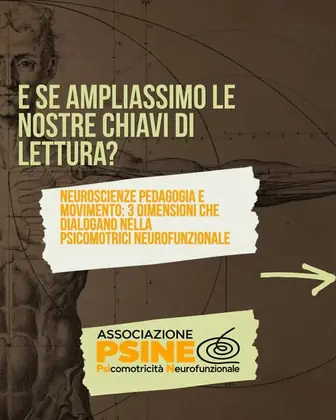 E SE AMPLIASSIMO LE
NOSTRE CHIAVI DI
LETTURA?
NEUROSCIENZE PEDAGOGIA E
MOVIMENTO: 3 DIMENSIONI CHE
DIALOGANO NELLA
PSICOMOTRICI NEUROFUNZIONALE
ASSOCIAZIONE
PSINE
Psicomotricità Neurofunzionale